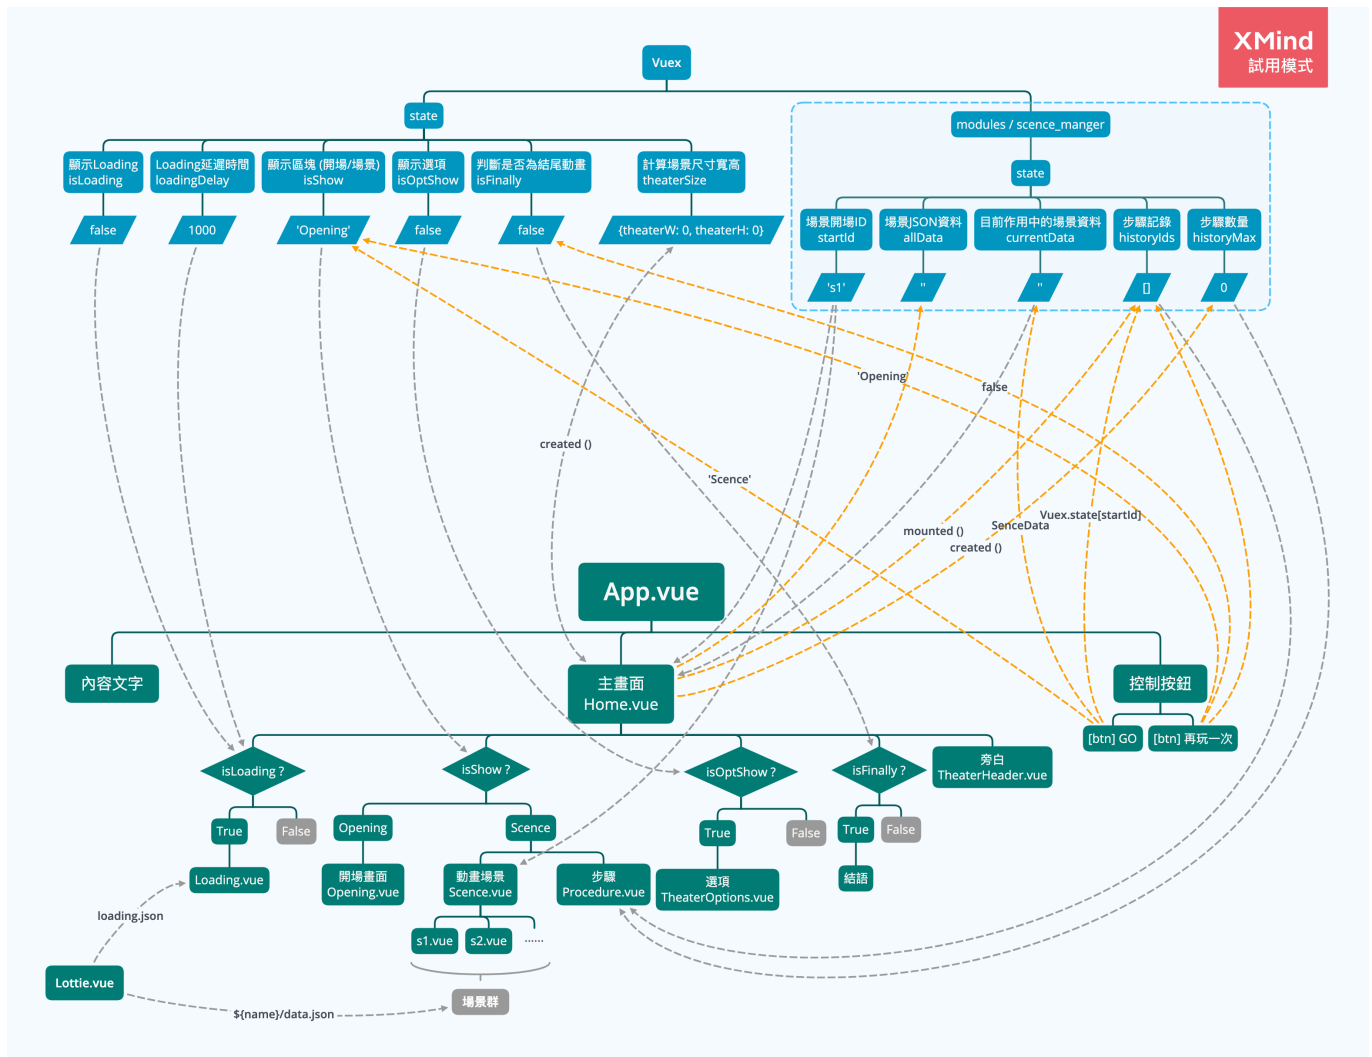 XMind
試用模式
Vuex
state
modules / scence_manger
顯示Loading
isLoading
Loading延遲時間
loadingDelay
顯示區塊 (開場/場景)
isShow
顯示選項
isOptShow
判斷是否為結尾動畫
isFinally
計算場景尺寸寬高
theaterSize
state
false
1000
'Opening'
false
false
{theaterW: 0, theaterH: 0}
場景開場ID
startId
場景JSON資料
allData
目前作用中的場景資料
currentData
步驟記錄
historyIds
步驟數量
historyMax
's1'
''
''
[]
0
'Opening'
false
created ()
'Scence'
Vuex.state[startId]
SenceData
mounted ()
created ()
App.vue
內容文字
主畫面
Home.vue
控制按鈕
[btn] GO
[btn] 再玩一次
isLoading ?
isShow ?
isOptShow ?
isFinally ?
旁白
TheaterHeader.vue
True
False
Opening
Scence
True
False
True
False
Loading.vue
開場畫面
Opening.vue
動畫場景
Scence.vue
步驟
Procedure.vue
選項
TheaterOptions.vue
結語
loading.json
s1.vue
s2.vue
......
Lottie.vue
場景群
${name}/data.json